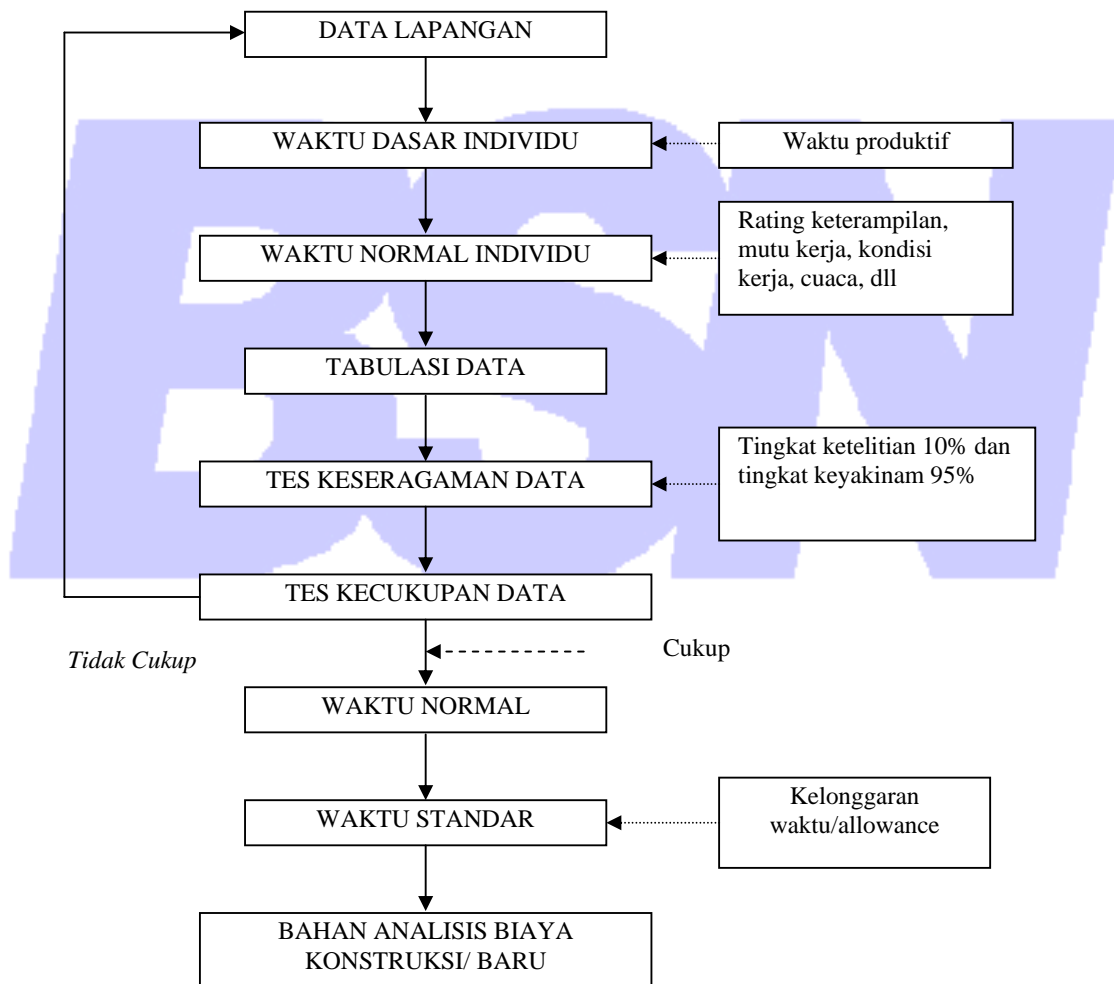 DATA LAPANGAN
WAKTU DASAR INDIVIDU
Waktu produktif
WAKTU NORMAL INDIVIDU
Rating keterampilan,
mutu kerja, kondisi
kerja, cuaca, dll
TABULASI DATA
TES KESERAGAMAN DATA
Tingkat ketelitian 10% dan
tingkat keyakinam 95%
TES KECUKUPAN DATA
Tidak Cukup
Cukup
WAKTU NORMAL
WAKTU STANDAR
Kelonggaran
waktu/allowance
BAHAN ANALISIS BIAYA
KONSTRUKSI/ BARU
BSN